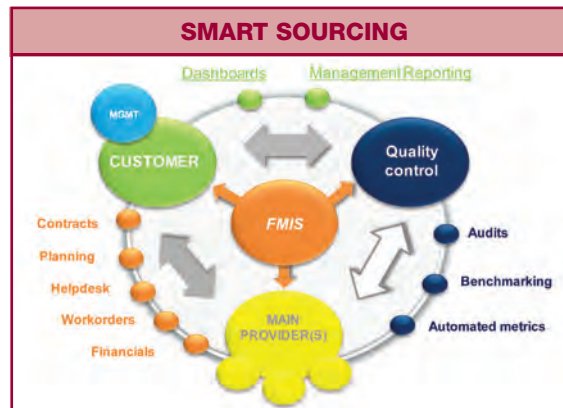 SMART SOURCING
Dashboards
Management Reporting
MGMT
CUSTOMER
Quality
control
FMIS
Contracts
Planning
Helpdesk
Workorders
Financials
Audits
Benchmarking
Automated metrics
MAIN
PROVIDER(S)